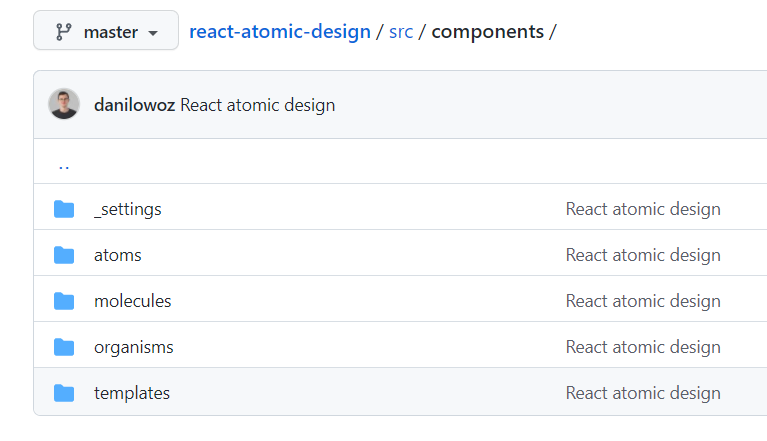 master react-atomic-design / src / components /
danilowoz React atomic design
..
_settings React atomic design
atoms React atomic design
molecules React atomic design
organisms React atomic design
templates React atomic design